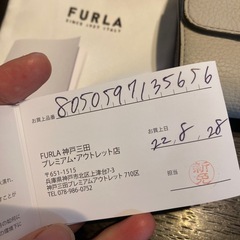 FURLA
SINCE 1927 ITALY
お買上品番
8050597135656
FURLA 神戸三田
プレミアム・アウトレット店
〒651-1515
兵庫県神戸市北区上津台7-3
神戸三田プレミアムアウトレット 710区
TEL 078-986-0752
お買上日
22, 8, 28
担当